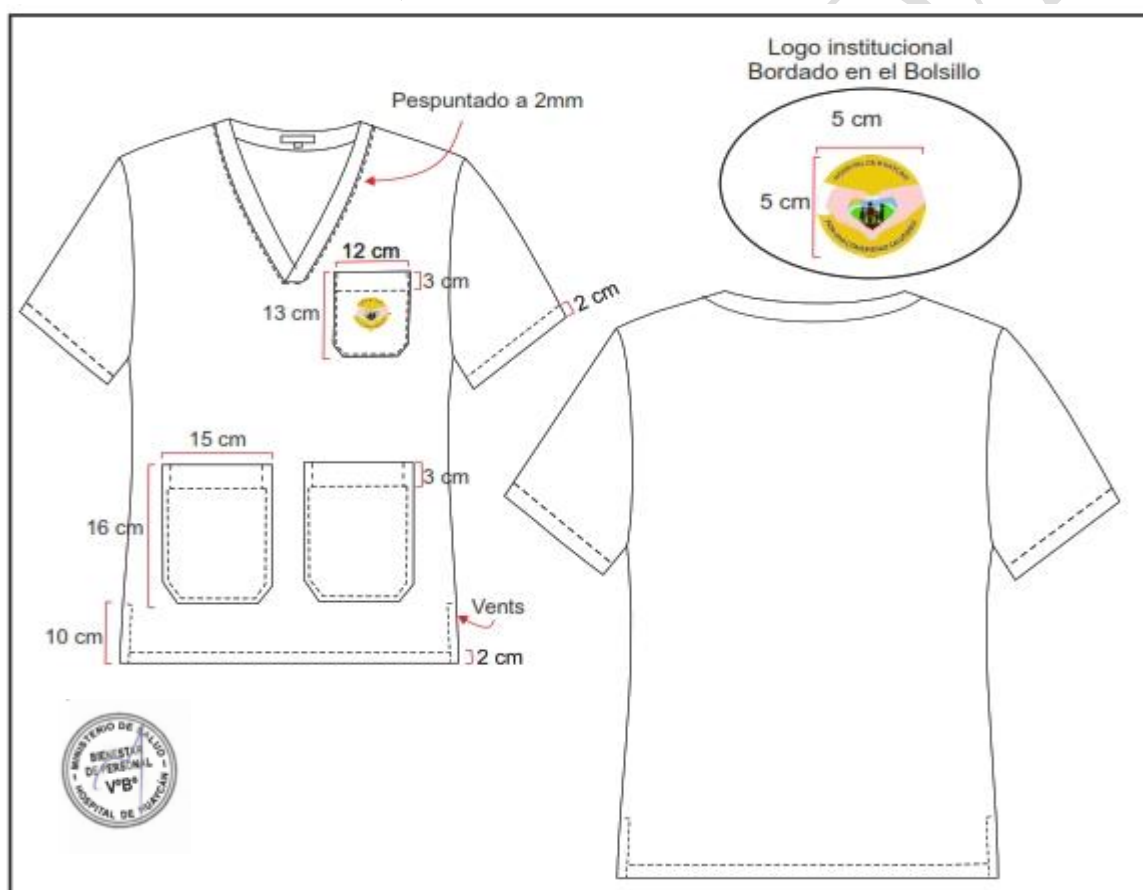 Logo institucional
Bordado en el Bolsillo
5 cm
5 cm
Pespuntado a 2mm
12 cm
3 cm
13 cm
2 cm
15 cm
3 cm
16 cm
Vents
10 cm
2 cm
MINISTERIO DE SALUD
BIENESTAR
DE PERSONAL
V°B°
HOSPITAL DE HUAYCÁN